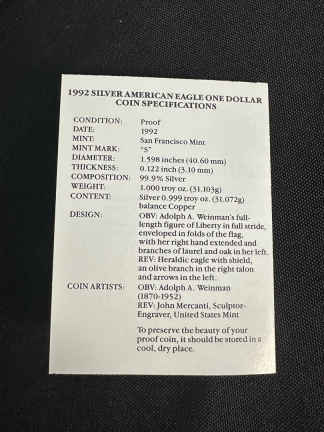 1992 SILVER AMERICAN EAGLE ONE DOLLAR
COIN SPECIFICATIONS
CONDITION: Proof
DATE: 1992
MINT: San Francisco Mint
MINT MARK: "S"
DIAMETER: 1.598 inches (40.60 mm)
THICKNESS: 0.122 inch (3.10 mm)
COMPOSITION: 99.9% Silver
WEIGHT: 1.000 troy oz. (31.103g)
CONTENT: Silver 0.999 troy oz. (31.072g)
balance Copper
DESIGN: OBV: Adolph A. Weinman's full-
length figure of Liberty in full stride,
enveloped in folds of the flag,
with her right hand extended and
branches of laurel and oak in her left.
REV: Heraldic eagle with shield,
an olive branch in the right talon
and arrows in the left.
COIN ARTISTS: OBV: Adolph A. Weinman
(1870-1952)
REV: John Mercanti, Sculptor-
Engraver, United States Mint
To preserve the beauty of your
proof coin, it should be stored in a
cool, dry place.